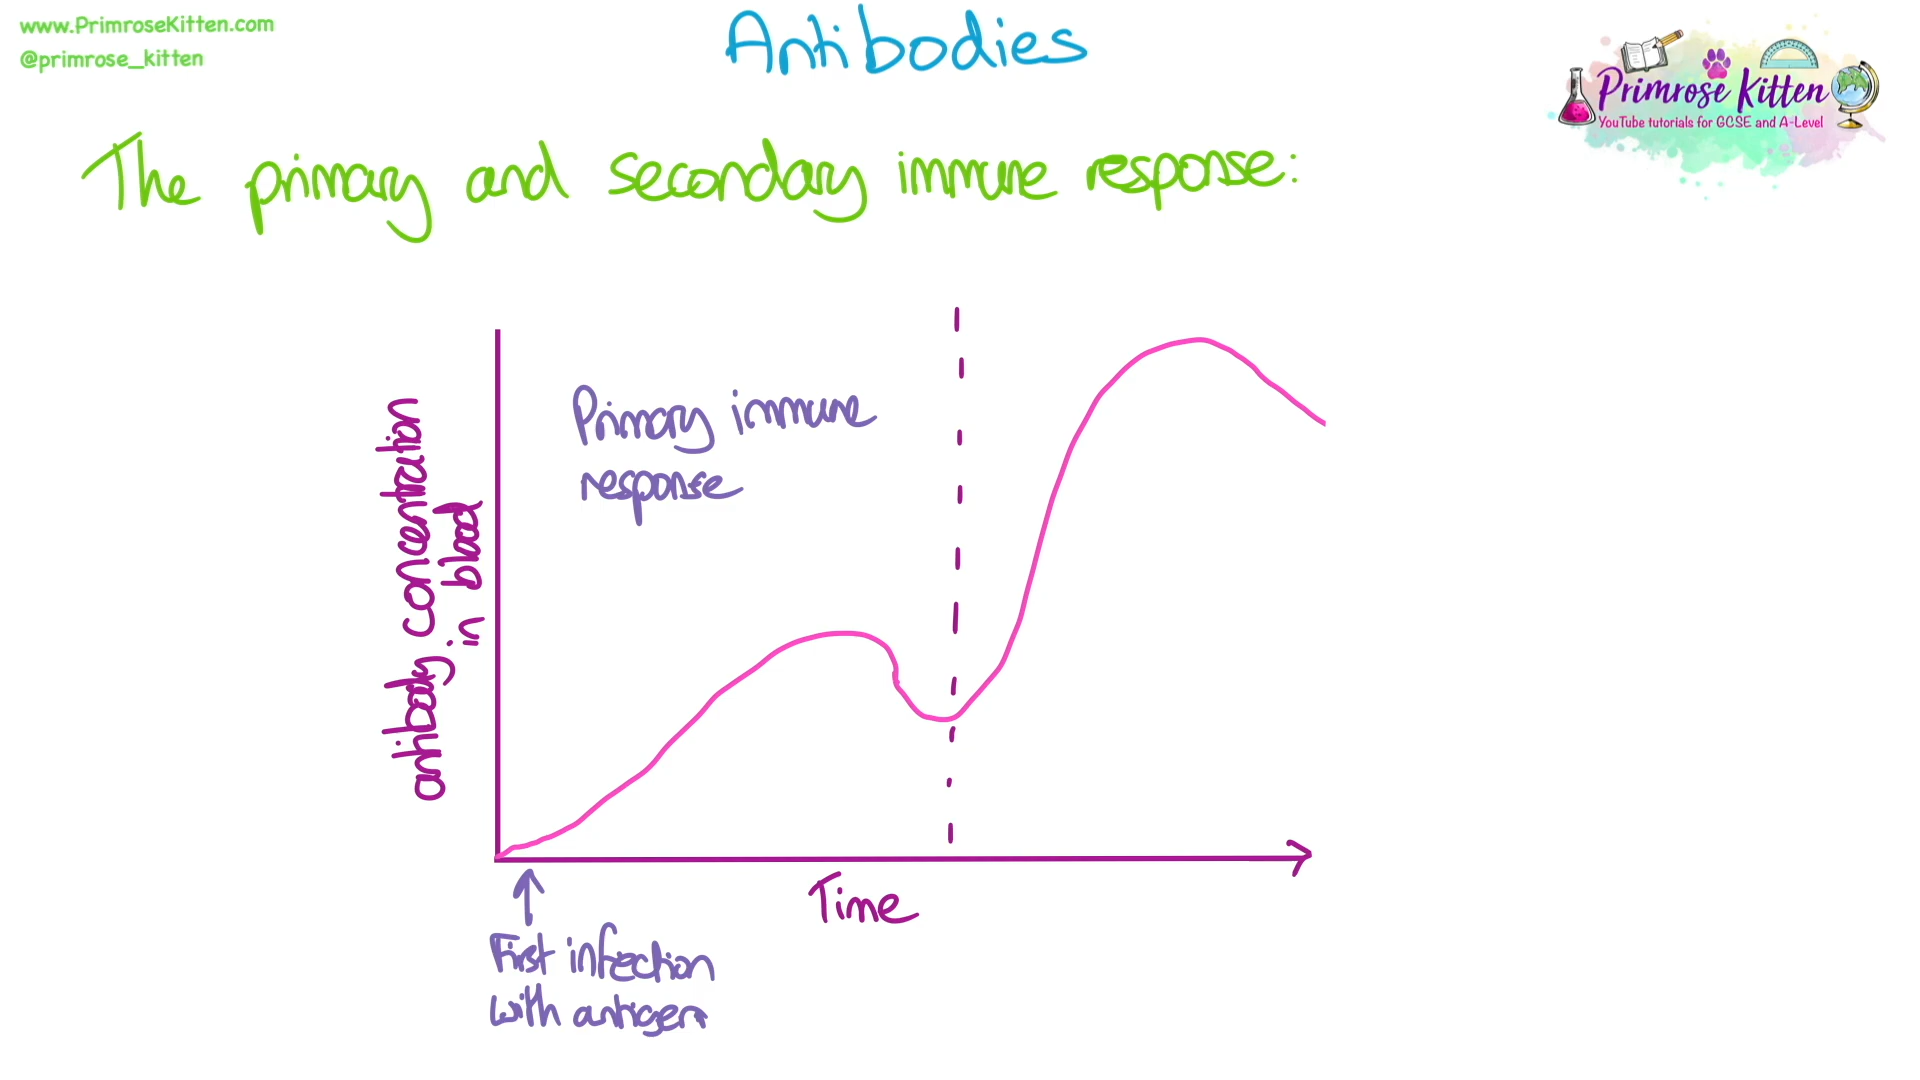 www.PrimroseKitten.com
@primrose_kitten
Antibodies
Primrose Kitten
YouTube tutorials for GCSE and A-Level
The primary and secondary immune response:
Primary immune
response
antibody concentration
in blood
Time
First infection
with antigen